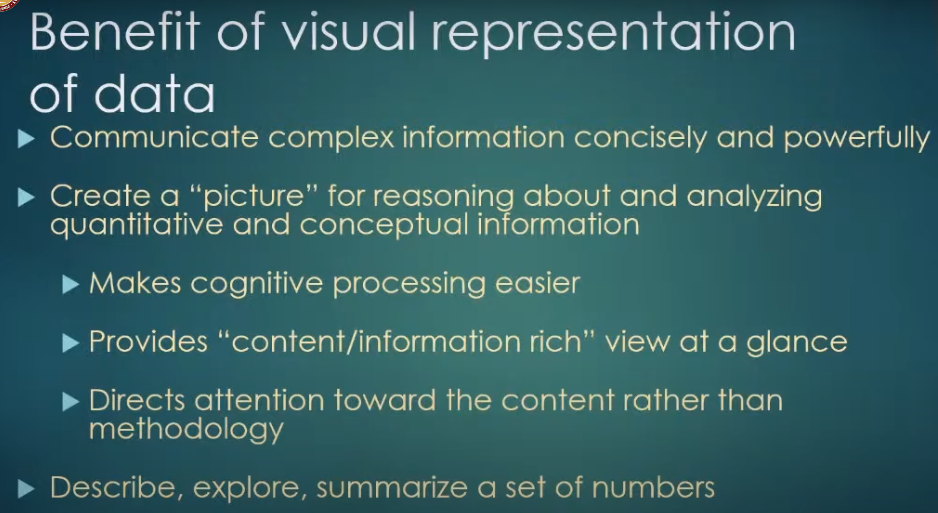 Benefit of visual representation
of data
Communicate complex information concisely and powerfully
Create a “picture” for reasoning about and analyzing
quantitative and conceptual information
Makes cognitive processing easier
Provides “content/information rich” view at a glance
Directs attention toward the content rather than
methodology
Describe, explore, summarize a set of numbers